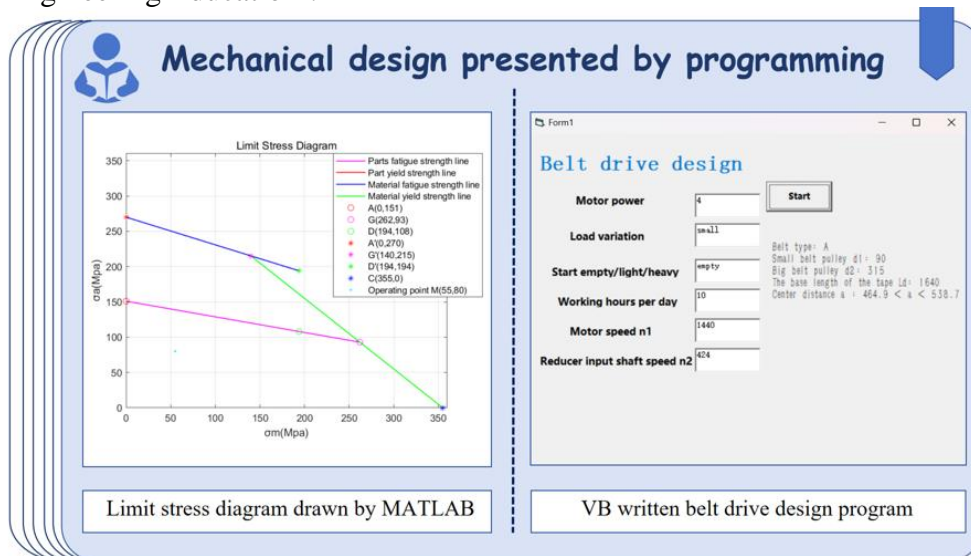 Mechanical design presented by programming
Limit Stress Diagram
350
300
250
200
150
100
50
0
σa(Mpa)
0 50 100 150 200 250 300 350
σm(Mpa)
Parts fatigue strength line
Part yield strength line
Material fatigue strength line
Material yield strength line
A(0,151)
G(262,93)
D(194,108)
A'(0,270)
G'(140,215)
D'(194,194)
C(355,0)
Operating point M(55,80)
Limit stress diagram drawn by MATLAB
Form1
Belt drive design
Motor power 4
Start
Load variation small
Start empty/light/heavy empty
Working hours per day 10
Motor speed n1 1440
Reducer input shaft speed n2 424
Belt type: A
Small belt pulley d1: 90
Big belt pulley d2: 315
The base length of the tape Ld: 1640
Center distance a : 464.9 < a < 538.7
VB written belt drive design program